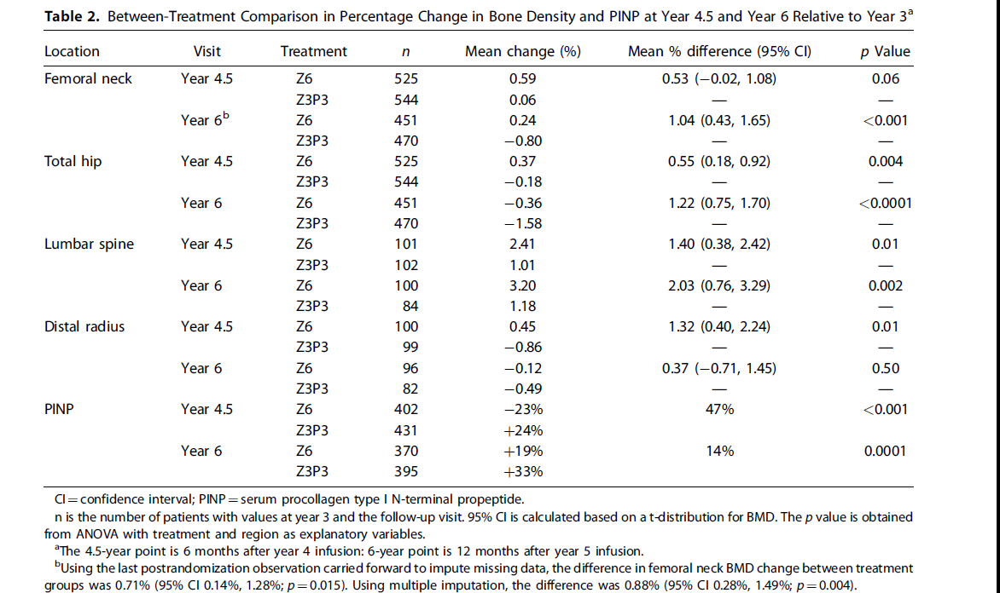 Table 2. Between-Treatment Comparison in Percentage Change in Bone Density and PINP at Year 4.5 and Year 6 Relative to Year 3a
Location Visit Treatment n Mean change (%) Mean % difference (95% CI) p Value
Femoral neck Year 4.5 Z6 525 0.59 0.53 (−0.02, 1.08) 0.06
Z3P3 544 0.06 — —
Year 6b Z6 451 0.24 1.04 (0.43, 1.65) <0.001
Z3P3 470 −0.80 — —
Total hip Year 4.5 Z6 525 0.37 0.55 (0.18, 0.92) 0.004
Z3P3 544 −0.18 — —
Year 6 Z6 451 −0.36 1.22 (0.75, 1.70) <0.0001
Z3P3 470 −1.58 — —
Lumbar spine Year 4.5 Z6 101 2.41 1.40 (0.38, 2.42) 0.01
Z3P3 102 1.01 — —
Year 6 Z6 100 3.20 2.03 (0.76, 3.29) 0.002
Z3P3 84 1.18 — —
Distal radius Year 4.5 Z6 100 0.45 1.32 (0.40, 2.24) 0.01
Z3P3 99 −0.86 — —
Year 6 Z6 96 −0.12 0.37 (−0.71, 1.45) 0.50
Z3P3 82 −0.49 — —
PINP Year 4.5 Z6 402 −23% 47% <0.001
Z3P3 431 +24%
Year 6 Z6 370 +19% 14% 0.0001
Z3P3 395 +33%
CI = confidence interval; PINP = serum procollagen type I N-terminal propeptide.
n is the number of patients with values at year 3 and the follow-up visit. 95% CI is calculated based on a t-distribution for BMD. The p value is obtained
from ANOVA with treatment and region as explanatory variables.
aThe 4.5-year point is 6 months after year 4 infusion: 6-year point is 12 months after year 5 infusion.
bUsing the last postrandomization observation carried forward to impute missing data, the difference in femoral neck BMD change between treatment
groups was 0.71% (95% CI 0.14%, 1.28%; p = 0.015). Using multiple imputation, the difference was 0.88% (95% CI 0.28%, 1.49%; p = 0.004).